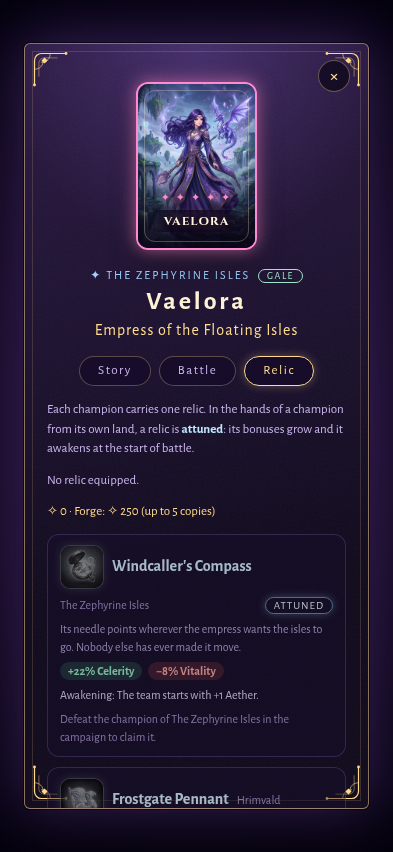 ×
VAELORA
✦ THE ZEPHYRINE ISLES GALE
Vaelora
Empress of the Floating Isles
Story Battle Relic
Each champion carries one relic. In the hands of a champion
from its own land, a relic is attuned: its bonuses grow and it
awakens at the start of battle.
No relic equipped.
✧ 0 · Forge: ✧ 250 (up to 5 copies)
Windcaller's Compass
The Zephyrine Isles ATTUNED
Its needle points wherever the empress wants the isles to
go. Nobody else has ever made it move.
+22% Celerity −8% Vitality
Awakening: The team starts with +1 Aether.
Defeat the champion of The Zephyrine Isles in the
campaign to claim it.
Frostgate Pennant Hrimvald